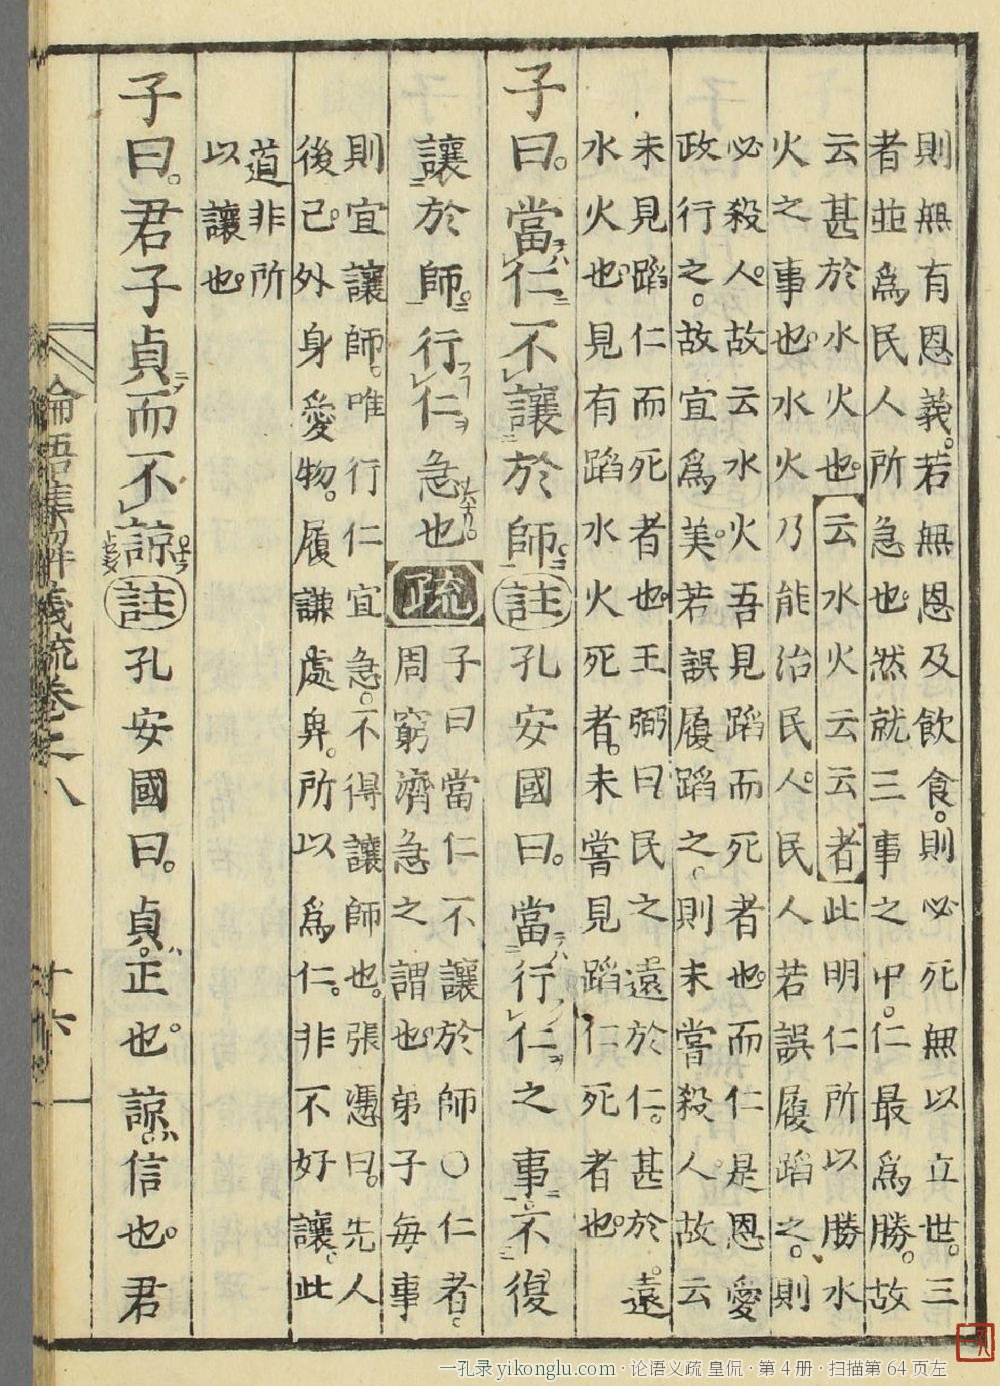 則無有恩義。若無恩及飲食。則必死無以立世。三
者並爲民人所急也。然就三事之中。仁最爲勝。故
云甚於水火也。【云水火云云者】此明仁所以勝水
火之事也。水火乃能治民人。民人若誤履蹈之。則
必殺人。故云水火吾見蹈而死者也。而仁是恩愛
政行之。故宜爲美。若誤履蹈之。則未嘗殺人。故云
未見蹈仁而死者也。王弼曰民之遠於仁。甚於遠
水火也。見有蹈水火死者。未嘗見蹈仁死者也。
子曰。當仁不讓於師。註孔安國曰。當行仁之事不復
讓於師。行仁急也疏子曰當仁不讓於師〇仁者。
周窮濟急之謂也。弟子每事
則宜讓師。唯行仁宜急。不得讓師也。張憑曰。先人
後己。外身愛物。履謙處卑。所以爲仁。非不好讓。此
道非所
以讓也。
子曰。君子貞而不諒註孔安國曰。貞。正也。諒。信也。君
論語集解義疏卷之八 十六
一孔录 yikonglu.com · 论语义疏 皇侃 · 第 4 册 · 扫描第 64 页左